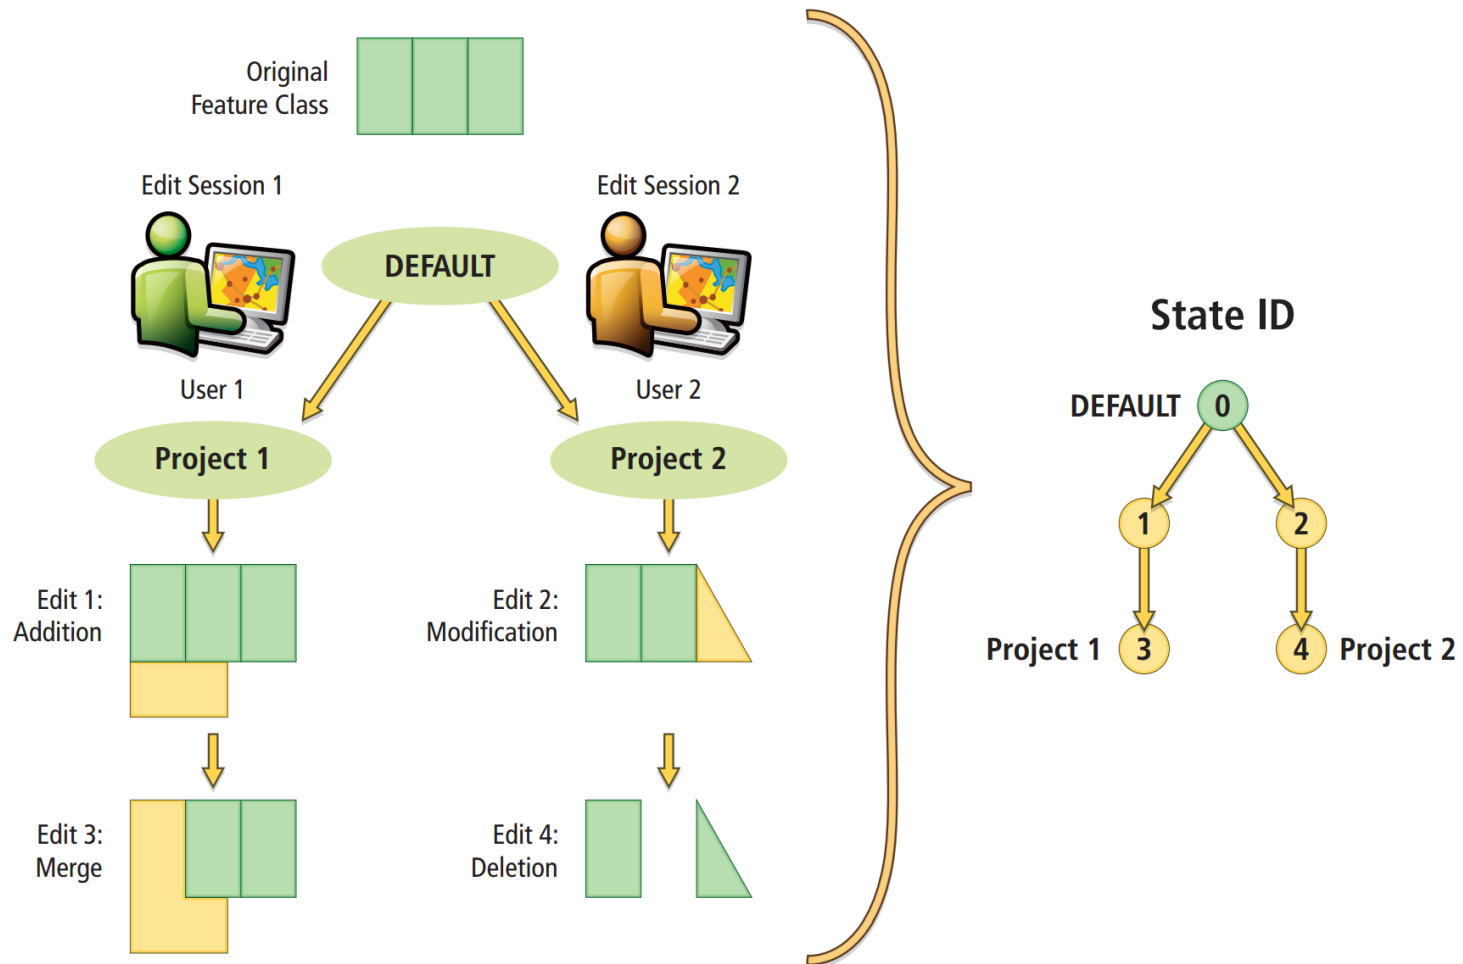 Original
Feature Class
Edit Session 1
Edit Session 2
DEFAULT
User 1
User 2
Project 1
Project 2
Edit 1:
Addition
Edit 2:
Modification
Edit 3:
Merge
Edit 4:
Deletion
State ID
DEFAULT 0
1
2
Project 1 3
4 Project 2